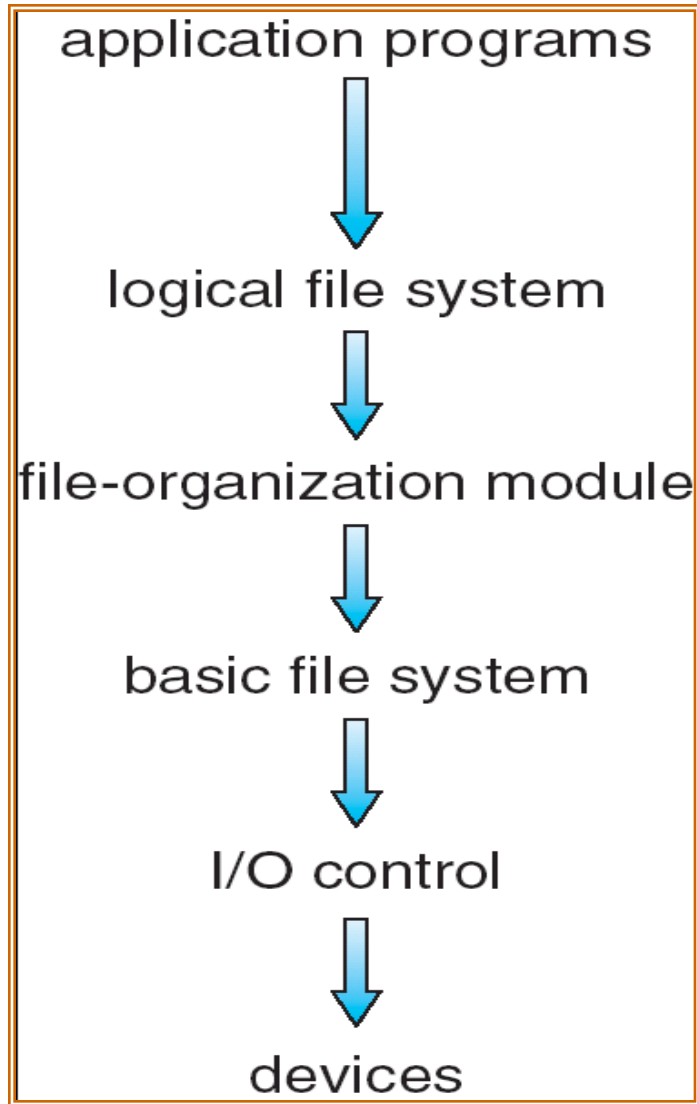 application programs
logical file system
file-organization module
basic file system
I/O control
devices